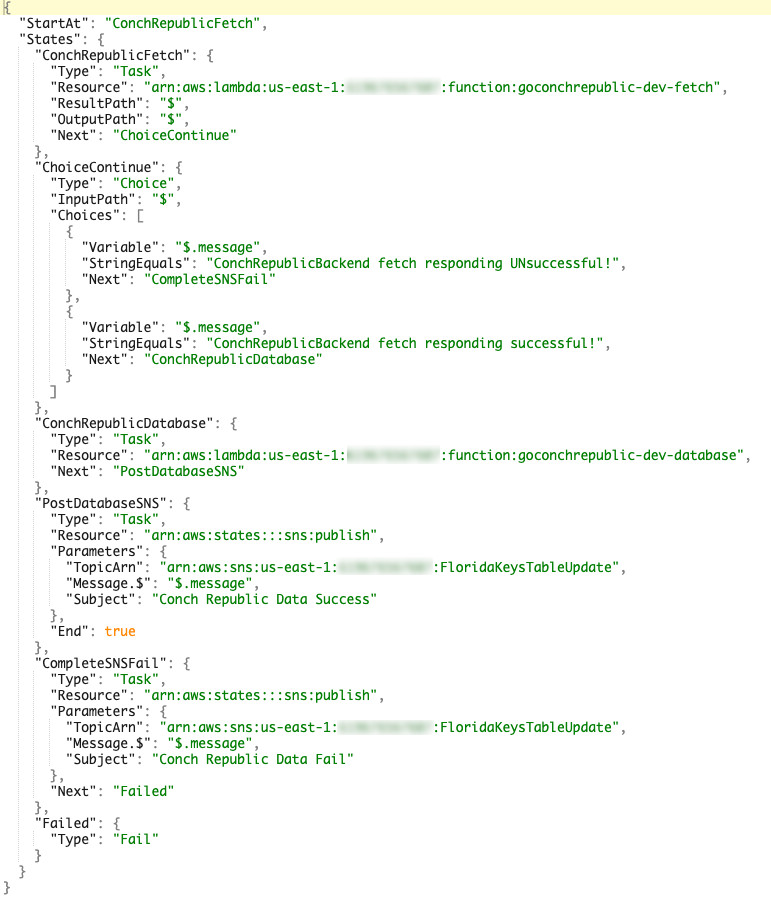 {
"StartAt": "ConchRepublicFetch",
"States": {
"ConchRepublicFetch": {
"Type": "Task",
"Resource": "arn:aws:lambda:us-east-1: :function:goconchrepublic-dev-fetch",
"ResultPath": "$",
"OutputPath": "$",
"Next": "ChoiceContinue"
},
"ChoiceContinue": {
"Type": "Choice",
"InputPath": "$",
"Choices": [
{
"Variable": "$.message",
"StringEquals": "ConchRepublicBackend fetch responding UNsuccessful!",
"Next": "CompleteSNSFail"
},
{
"Variable": "$.message",
"StringEquals": "ConchRepublicBackend fetch responding successful!",
"Next": "ConchRepublicDatabase"
}
]
},
"ConchRepublicDatabase": {
"Type": "Task",
"Resource": "arn:aws:lambda:us-east-1: :function:goconchrepublic-dev-database",
"Next": "PostDatabaseSNS"
},
"PostDatabaseSNS": {
"Type": "Task",
"Resource": "arn:aws:states:::sns:publish",
"Parameters": {
"TopicArn": "arn:aws:sns:us-east-1: :FloridaKeysTableUpdate",
"Message.$": "$.message",
"Subject": "Conch Republic Data Success"
},
"End": true
},
"CompleteSNSFail": {
"Type": "Task",
"Resource": "arn:aws:states:::sns:publish",
"Parameters": {
"TopicArn": "arn:aws:sns:us-east-1: :FloridaKeysTableUpdate",
"Message.$": "$.message",
"Subject": "Conch Republic Data Fail"
},
"Next": "Failed"
},
"Failed": {
"Type": "Fail"
}
}
}